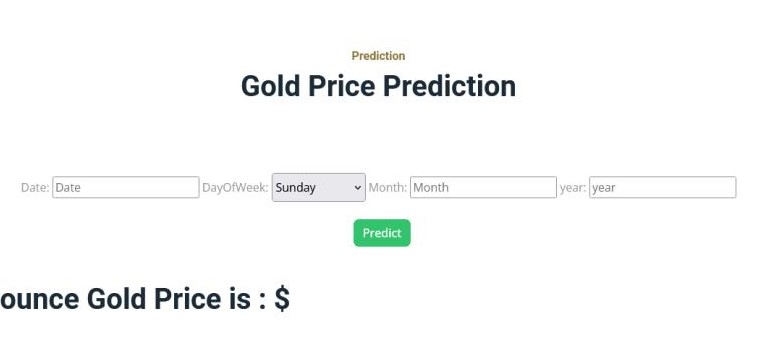 Prediction
Gold Price Prediction
Date: Date DayOfWeek: Sunday Month: Month year: year
Predict
ounce Gold Price is : $